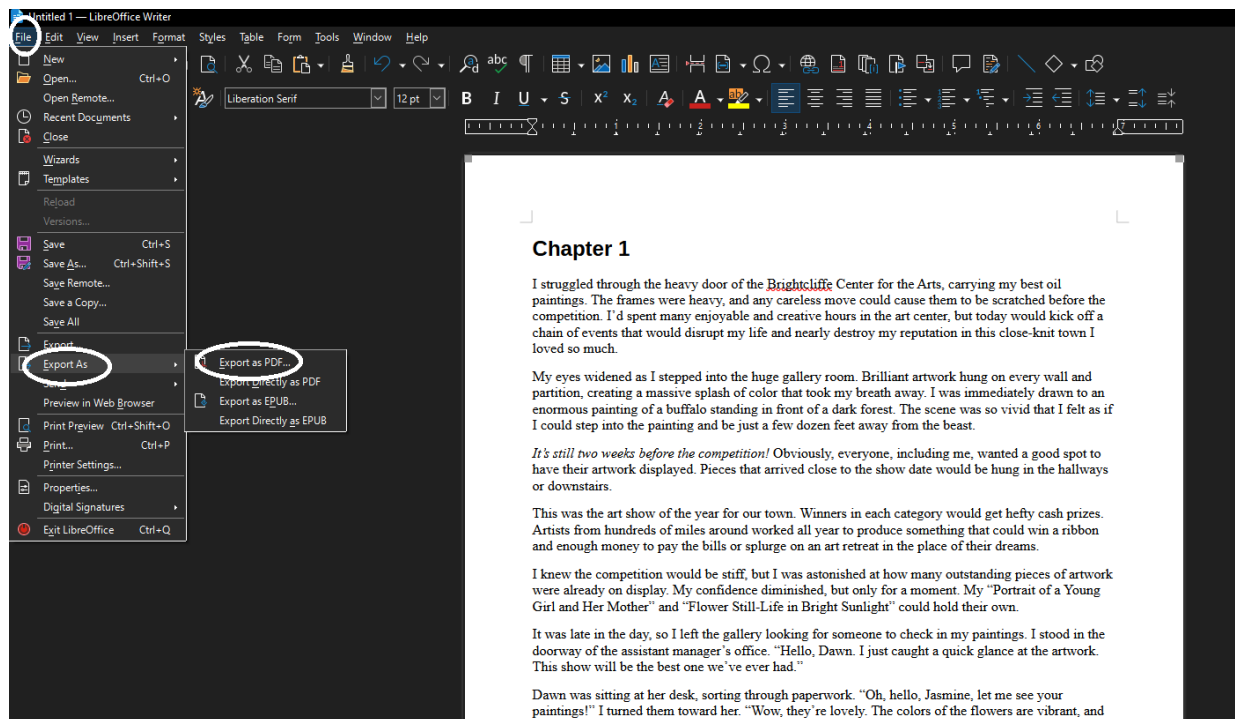 Untitled 1 — LibreOffice Writer
File Edit View Insert Format Styles Table Form Tools Window Help
New
Open... Ctrl+O
Open Remote...
Recent Documents
Close
Wizards
Templates
Reload
Versions...
Save Ctrl+S
Save As... Ctrl+Shift+S
Save Remote...
Save a Copy...
Save All
Export...
Export As
Preview in Web Browser
Print Preview Ctrl+Shift+O
Print... Ctrl+P
Printer Settings...
Properties...
Digital Signatures
Exit LibreOffice Ctrl+Q
Export as PDF...
Export Directly as PDF
Export as EPUB...
Export Directly as EPUB
Liberation Serif 12 pt
B I U S X² X₂ A A
1 2 3 4 5 6 7
Chapter 1
I struggled through the heavy door of the Brightcliffe Center for the Arts, carrying my best oil
paintings. The frames were heavy, and any careless move could cause them to be scratched before the
competition. I’d spent many enjoyable and creative hours in the art center, but today would kick off a
chain of events that would disrupt my life and nearly destroy my reputation in this close-knit town I
loved so much.
My eyes widened as I stepped into the huge gallery room. Brilliant artwork hung on every wall and
partition, creating a massive splash of color that took my breath away. I was immediately drawn to an
enormous painting of a buffalo standing in front of a dark forest. The scene was so vivid that I felt as if
I could step into the painting and be just a few dozen feet away from the beast.
It’s still two weeks before the competition! Obviously, everyone, including me, wanted a good spot to
have their artwork displayed. Pieces that arrived close to the show date would be hung in the hallways
or downstairs.
This was the art show of the year for our town. Winners in each category would get hefty cash prizes.
Artists from hundreds of miles around worked all year to produce something that could win a ribbon
and enough money to pay the bills or splurge on an art retreat in the place of their dreams.
I knew the competition would be stiff, but I was astonished at how many outstanding pieces of artwork
were already on display. My confidence diminished, but only for a moment. My “Portrait of a Young
Girl and Her Mother” and “Flower Still-Life in Bright Sunlight” could hold their own.
It was late in the day, so I left the gallery looking for someone to check in my paintings. I stood in the
doorway of the assistant manager’s office. “Hello, Dawn. I just caught a quick glance at the artwork.
This show will be the best one we’ve ever had.”
Dawn was sitting at her desk, sorting through paperwork. “Oh, hello, Jasmine, let me see your
paintings!” I turned them toward her. “Wow, they’re lovely. The colors of the flowers are vibrant, and